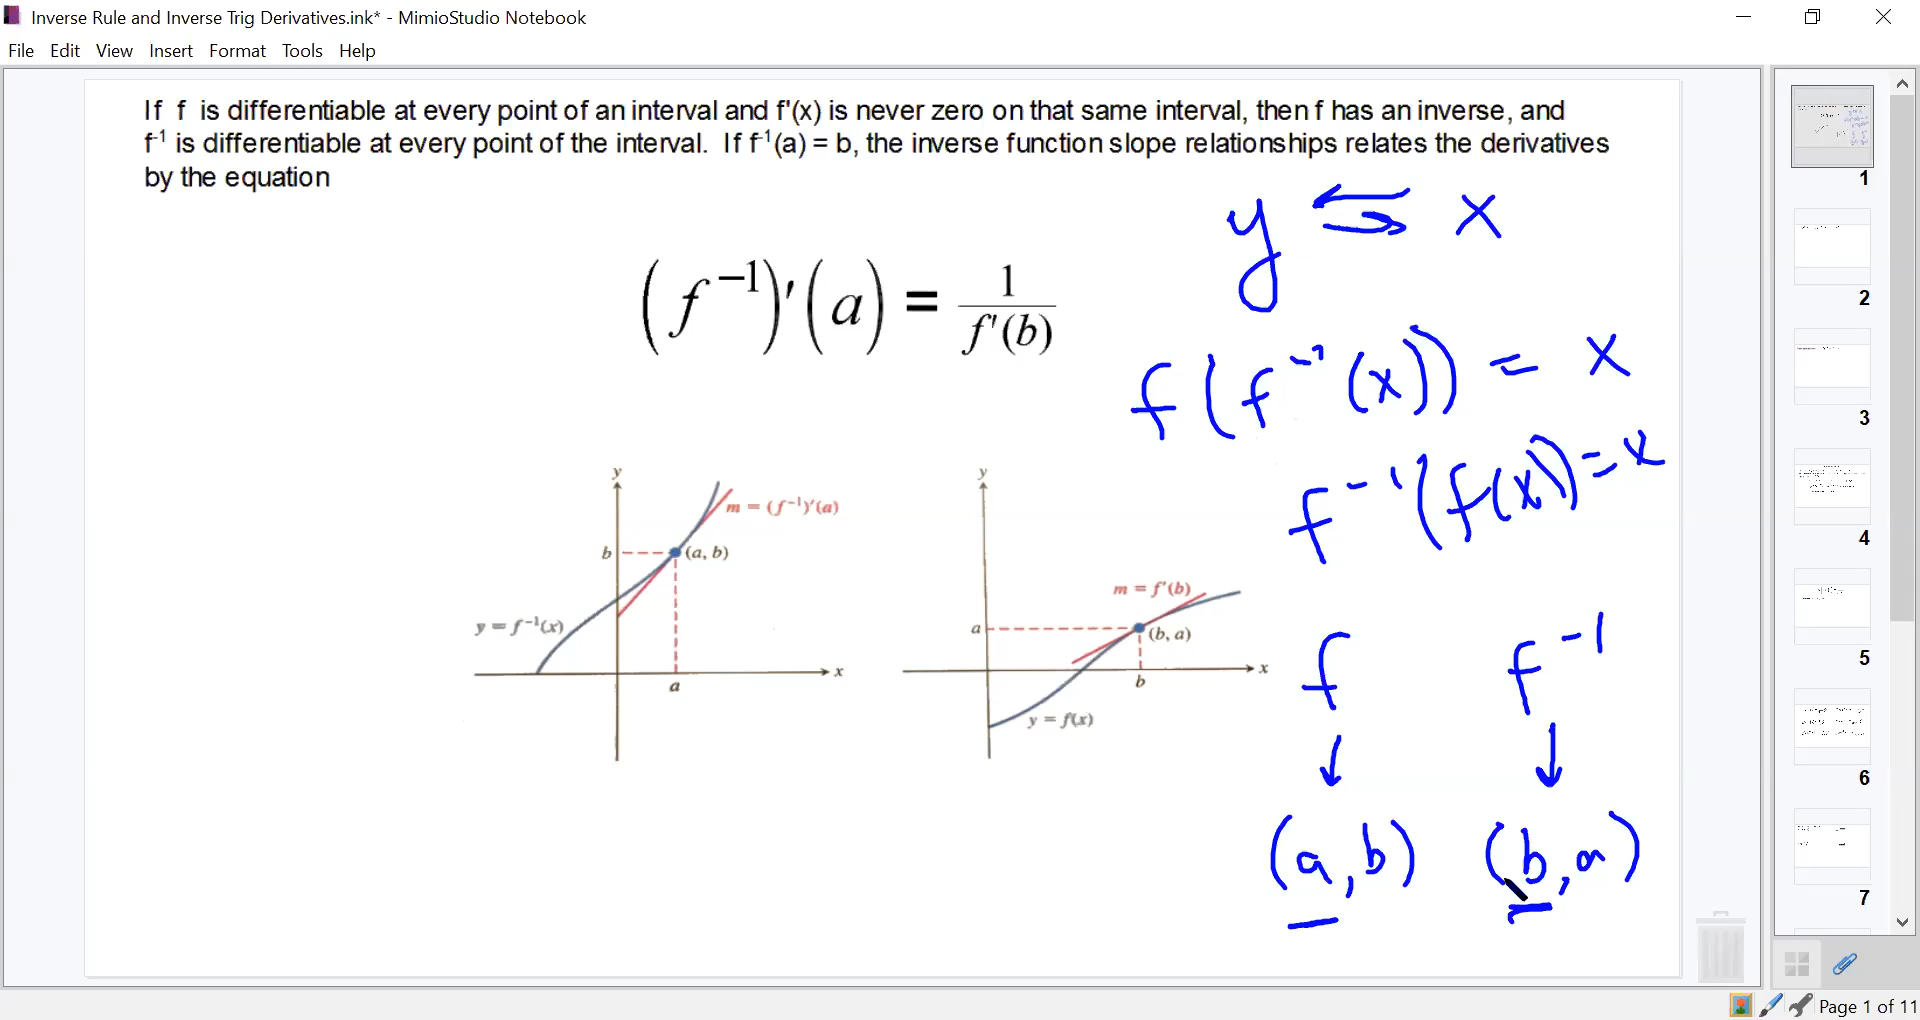 Inverse Rule and Inverse Trig Derivatives.ink* - MimioStudio Notebook
File Edit View Insert Format Tools Help
If f is differentiable at every point of an interval and f'(x) is never zero on that same interval, then f has an inverse, and
f⁻¹ is differentiable at every point of the interval. If f⁻¹(a) = b, the inverse function slope relationships relates the derivatives
by the equation
y ⇆ x
(f⁻¹)'(a) = 1/f'(b)
f(f⁻¹(x)) = x
f⁻¹(f(x)) = x
y
m = (f⁻¹)'(a)
b (a, b)
y = f⁻¹(x)
x
a
y
m = f'(b)
a (b, a)
x
b
y = f(x)
f f⁻¹
↓ ↓
(a, b) (b, a)
1
2
3
4
5
6
7
Page 1 of 11